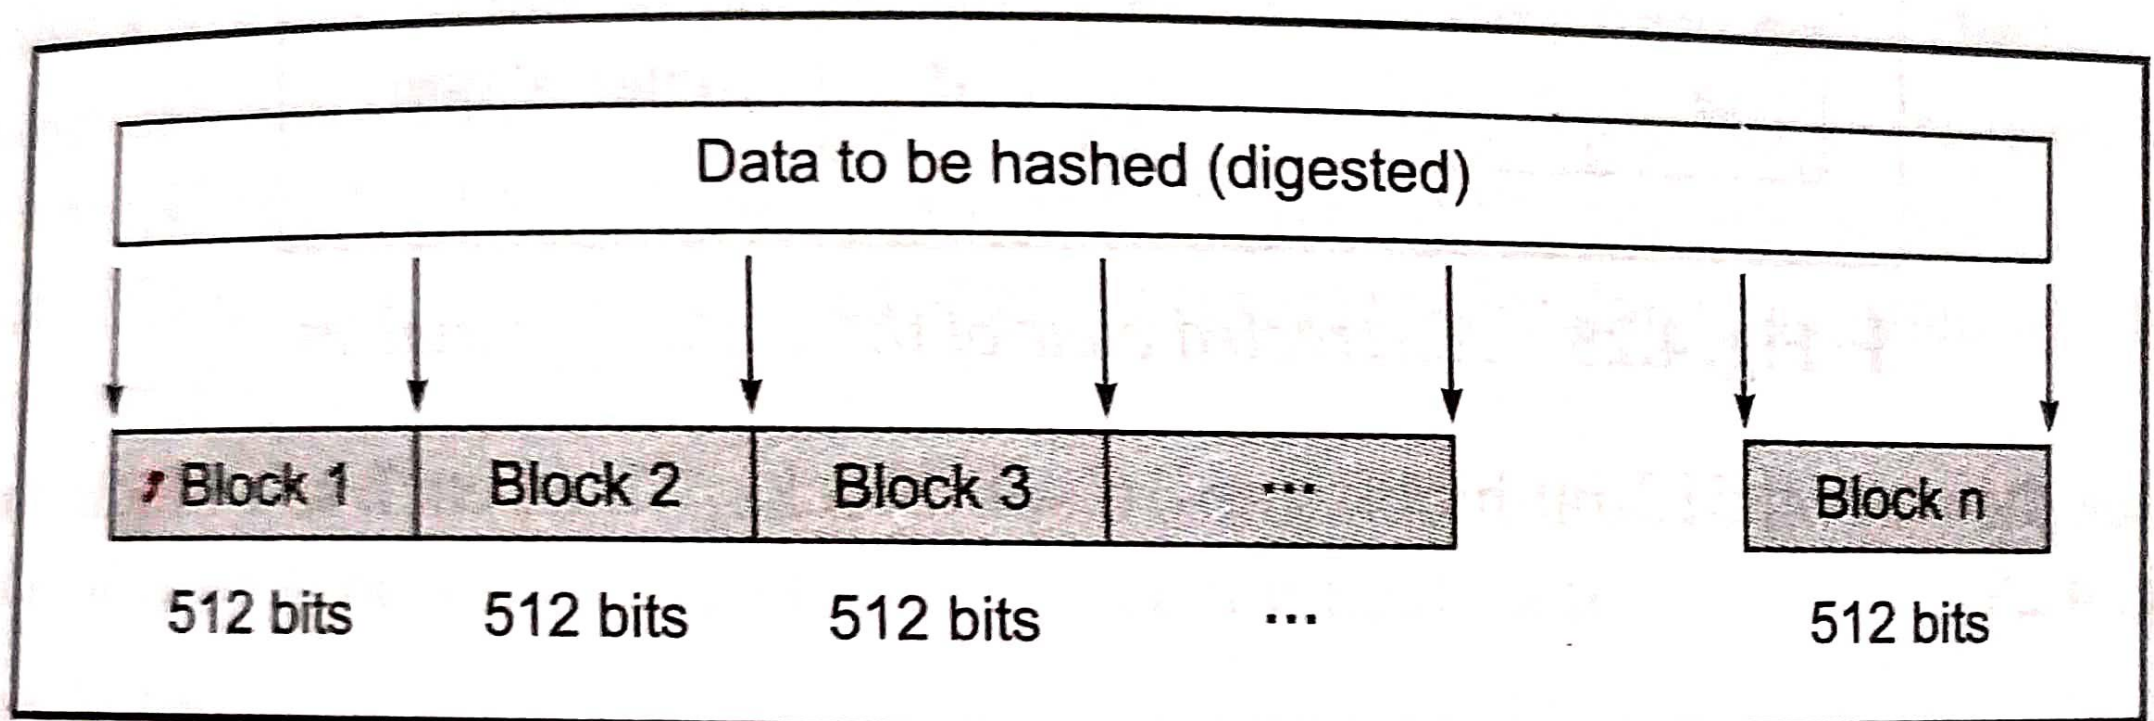 Data to be hashed (digested)
Block 1 Block 2 Block 3 ... Block n
512 bits 512 bits 512 bits ... 512 bits